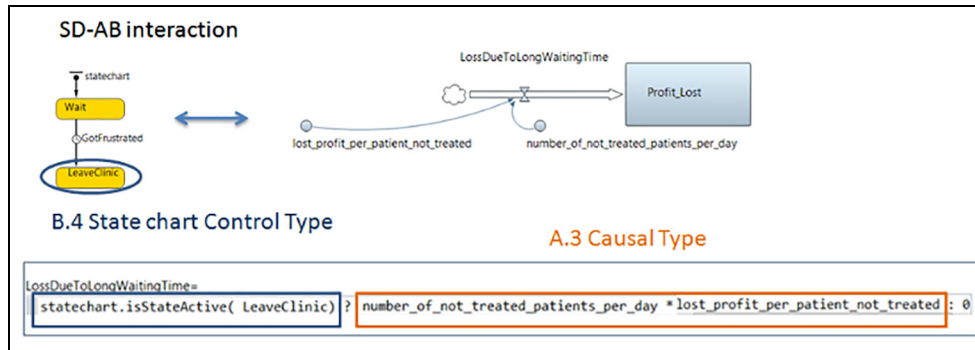 SD-AB interaction
LossDueToLongWaitingTime
statechart
Wait
Profit_Lost
GotFrustrated
lost_profit_per_patient_not_treated
number_of_not_treated_patients_per_day
LeaveClinic
B.4 State chart Control Type
A.3 Causal Type
LossDueToLongWaitingTime=
statechart.isStateActive( LeaveClinic) ? number_of_not_treated_patients_per_day *lost_profit_per_patient_not_treated : 0